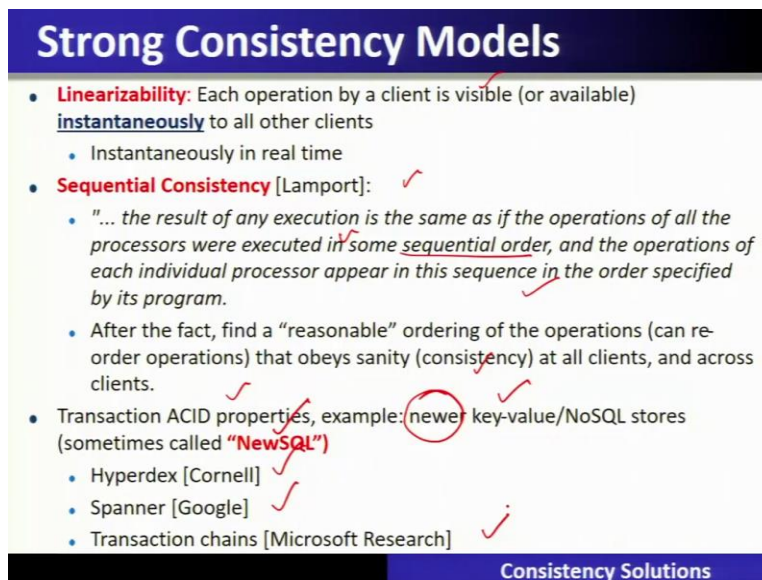 Strong Consistency Models
• Linearizability: Each operation by a client is visible (or available)
instantaneously to all other clients
• Instantaneously in real time
• Sequential Consistency [Lamport]:
• "... the result of any execution is the same as if the operations of all the
processors were executed in some sequential order, and the operations of
each individual processor appear in this sequence in the order specified
by its program.
• After the fact, find a “reasonable” ordering of the operations (can re-
order operations) that obeys sanity (consistency) at all clients, and across
clients.
• Transaction ACID properties, example: newer key-value/NoSQL stores
(sometimes called “NewSQL”)
• Hyperdex [Cornell]
• Spanner [Google]
• Transaction chains [Microsoft Research]
Consistency Solutions